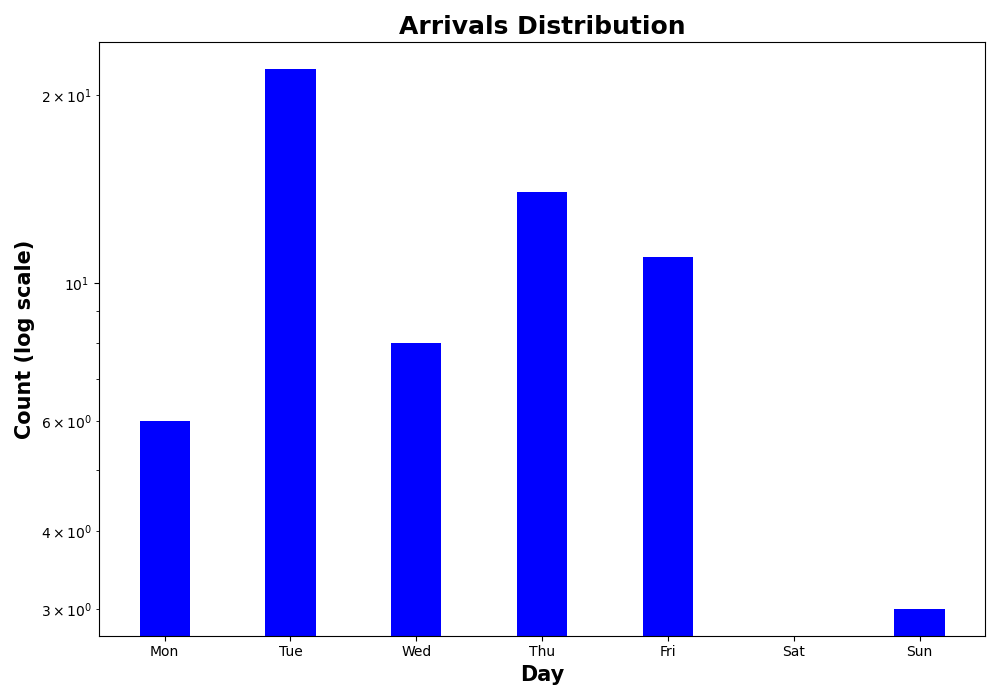 Arrivals Distribution
Count (log scale)
2 × 10¹
10¹
6 × 10⁰
4 × 10⁰
3 × 10⁰
Mon Tue Wed Thu Fri Sat Sun
Day